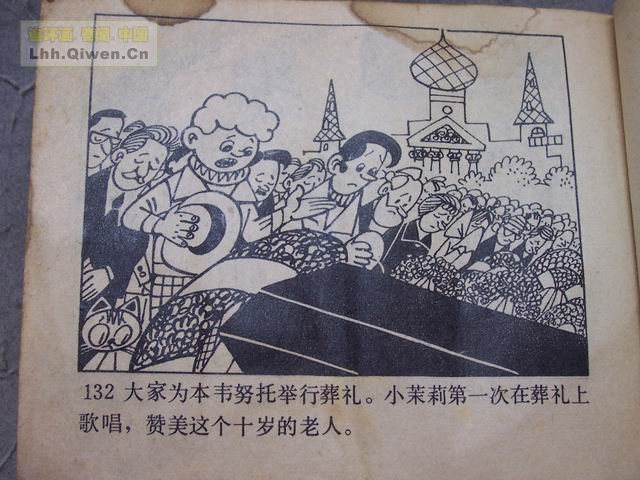 连环画.粤语.中国
Lhh.Qiwen.Cn
132 大家为本韦努托举行葬礼。小茉莉第一次在葬礼上
歌唱，赞美这个十岁的老人。